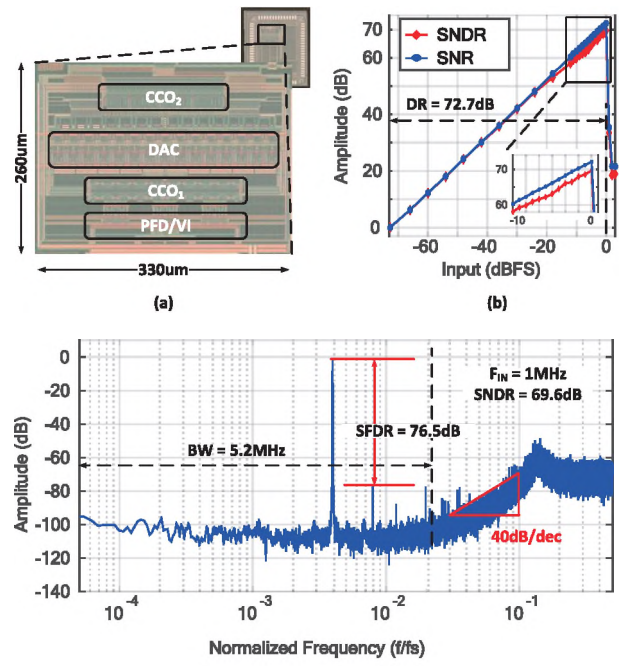 CCO2
DAC
CCO1
PFD/VI
260um
330um
(a)
SNDR
SNR
DR = 72.7dB
Amplitude (dB)
70
60
40
20
0
70
60
-10
0
-60
-40
-20
0
Input (dBFS)
(b)
0
-20
-40
-60
-80
-100
-120
-140
Amplitude (dB)
FIN = 1MHz
SNDR = 69.6dB
SFDR = 76.5dB
BW = 5.2MHz
40dB/dec
10-4
10-3
10-2
10-1
Normalized Frequency (f/fs)